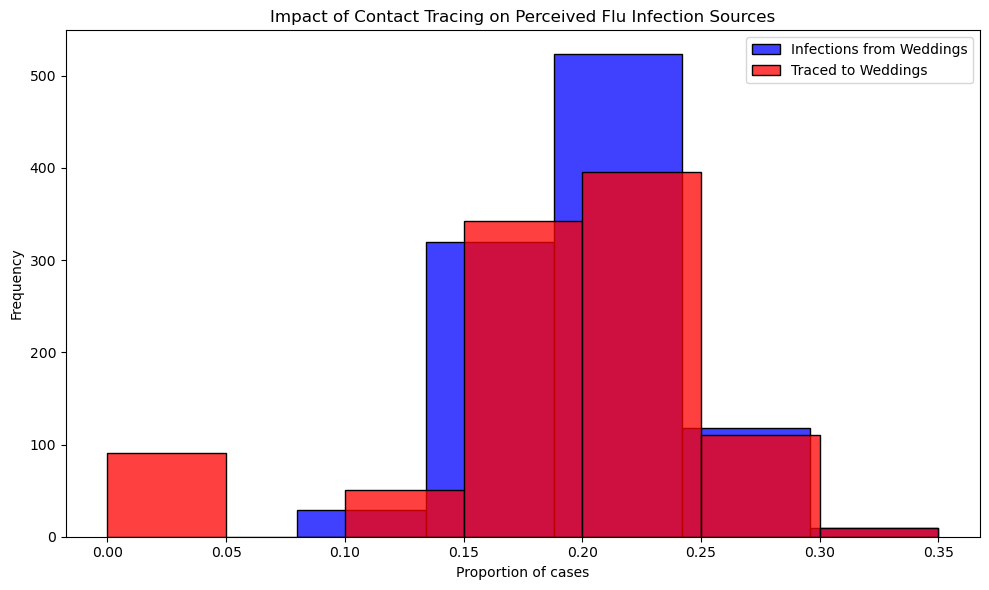 Impact of Contact Tracing on Perceived Flu Infection Sources
Infections from Weddings
Traced to Weddings
500
400
300
200
100
0
Frequency
0.00 0.05 0.10 0.15 0.20 0.25 0.30 0.35
Proportion of cases